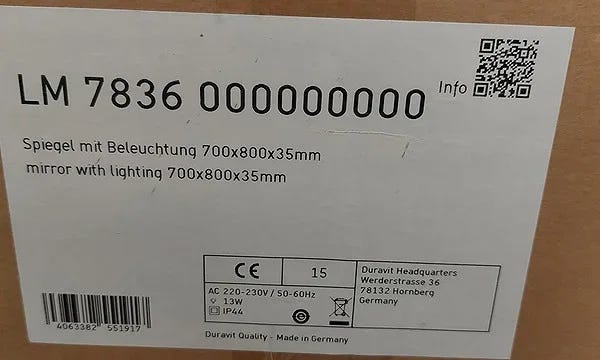 LM 7836 000000000
Info
Spiegel mit Beleuchtung 700x800x35mm
mirror with lighting 700x800x35mm
CE
15
Duravit Headquarters
Werderstrasse 36
78132 Hornberg
Germany
AC 220-230V / 50-60Hz
13W
IP44
4063382 551917
Duravit Quality - Made in Germany